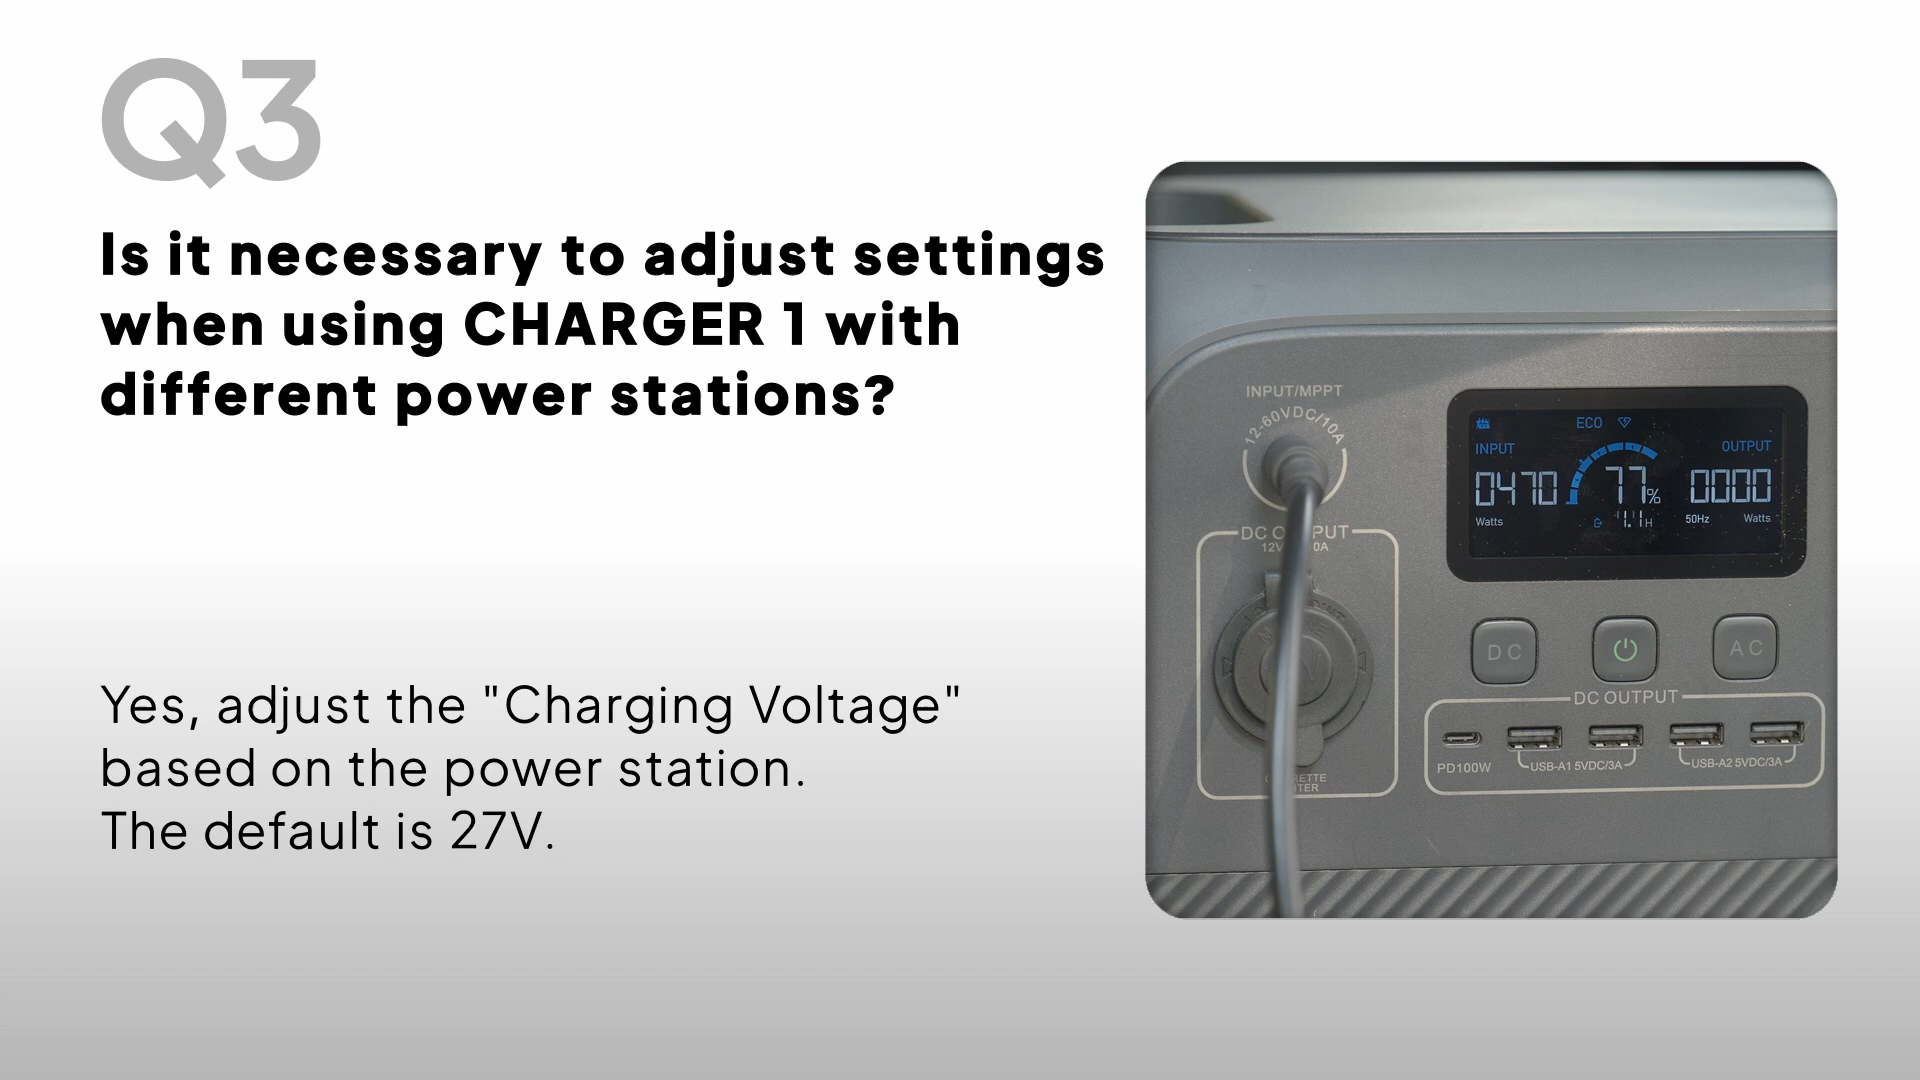 Q3
Is it necessary to adjust settings
when using CHARGER 1 with
different power stations?
Yes, adjust the "Charging Voltage"
based on the power station.
The default is 27V.
INPUT/MPPT
12-60VDC/10A
ECO
INPUT
OUTPUT
0470
77%
0000
Watts
1.1H
50Hz
Watts
DC
AC
DC OUTPUT
PD100W
USB-A1 5VDC/3A
USB-A2 5VDC/3A